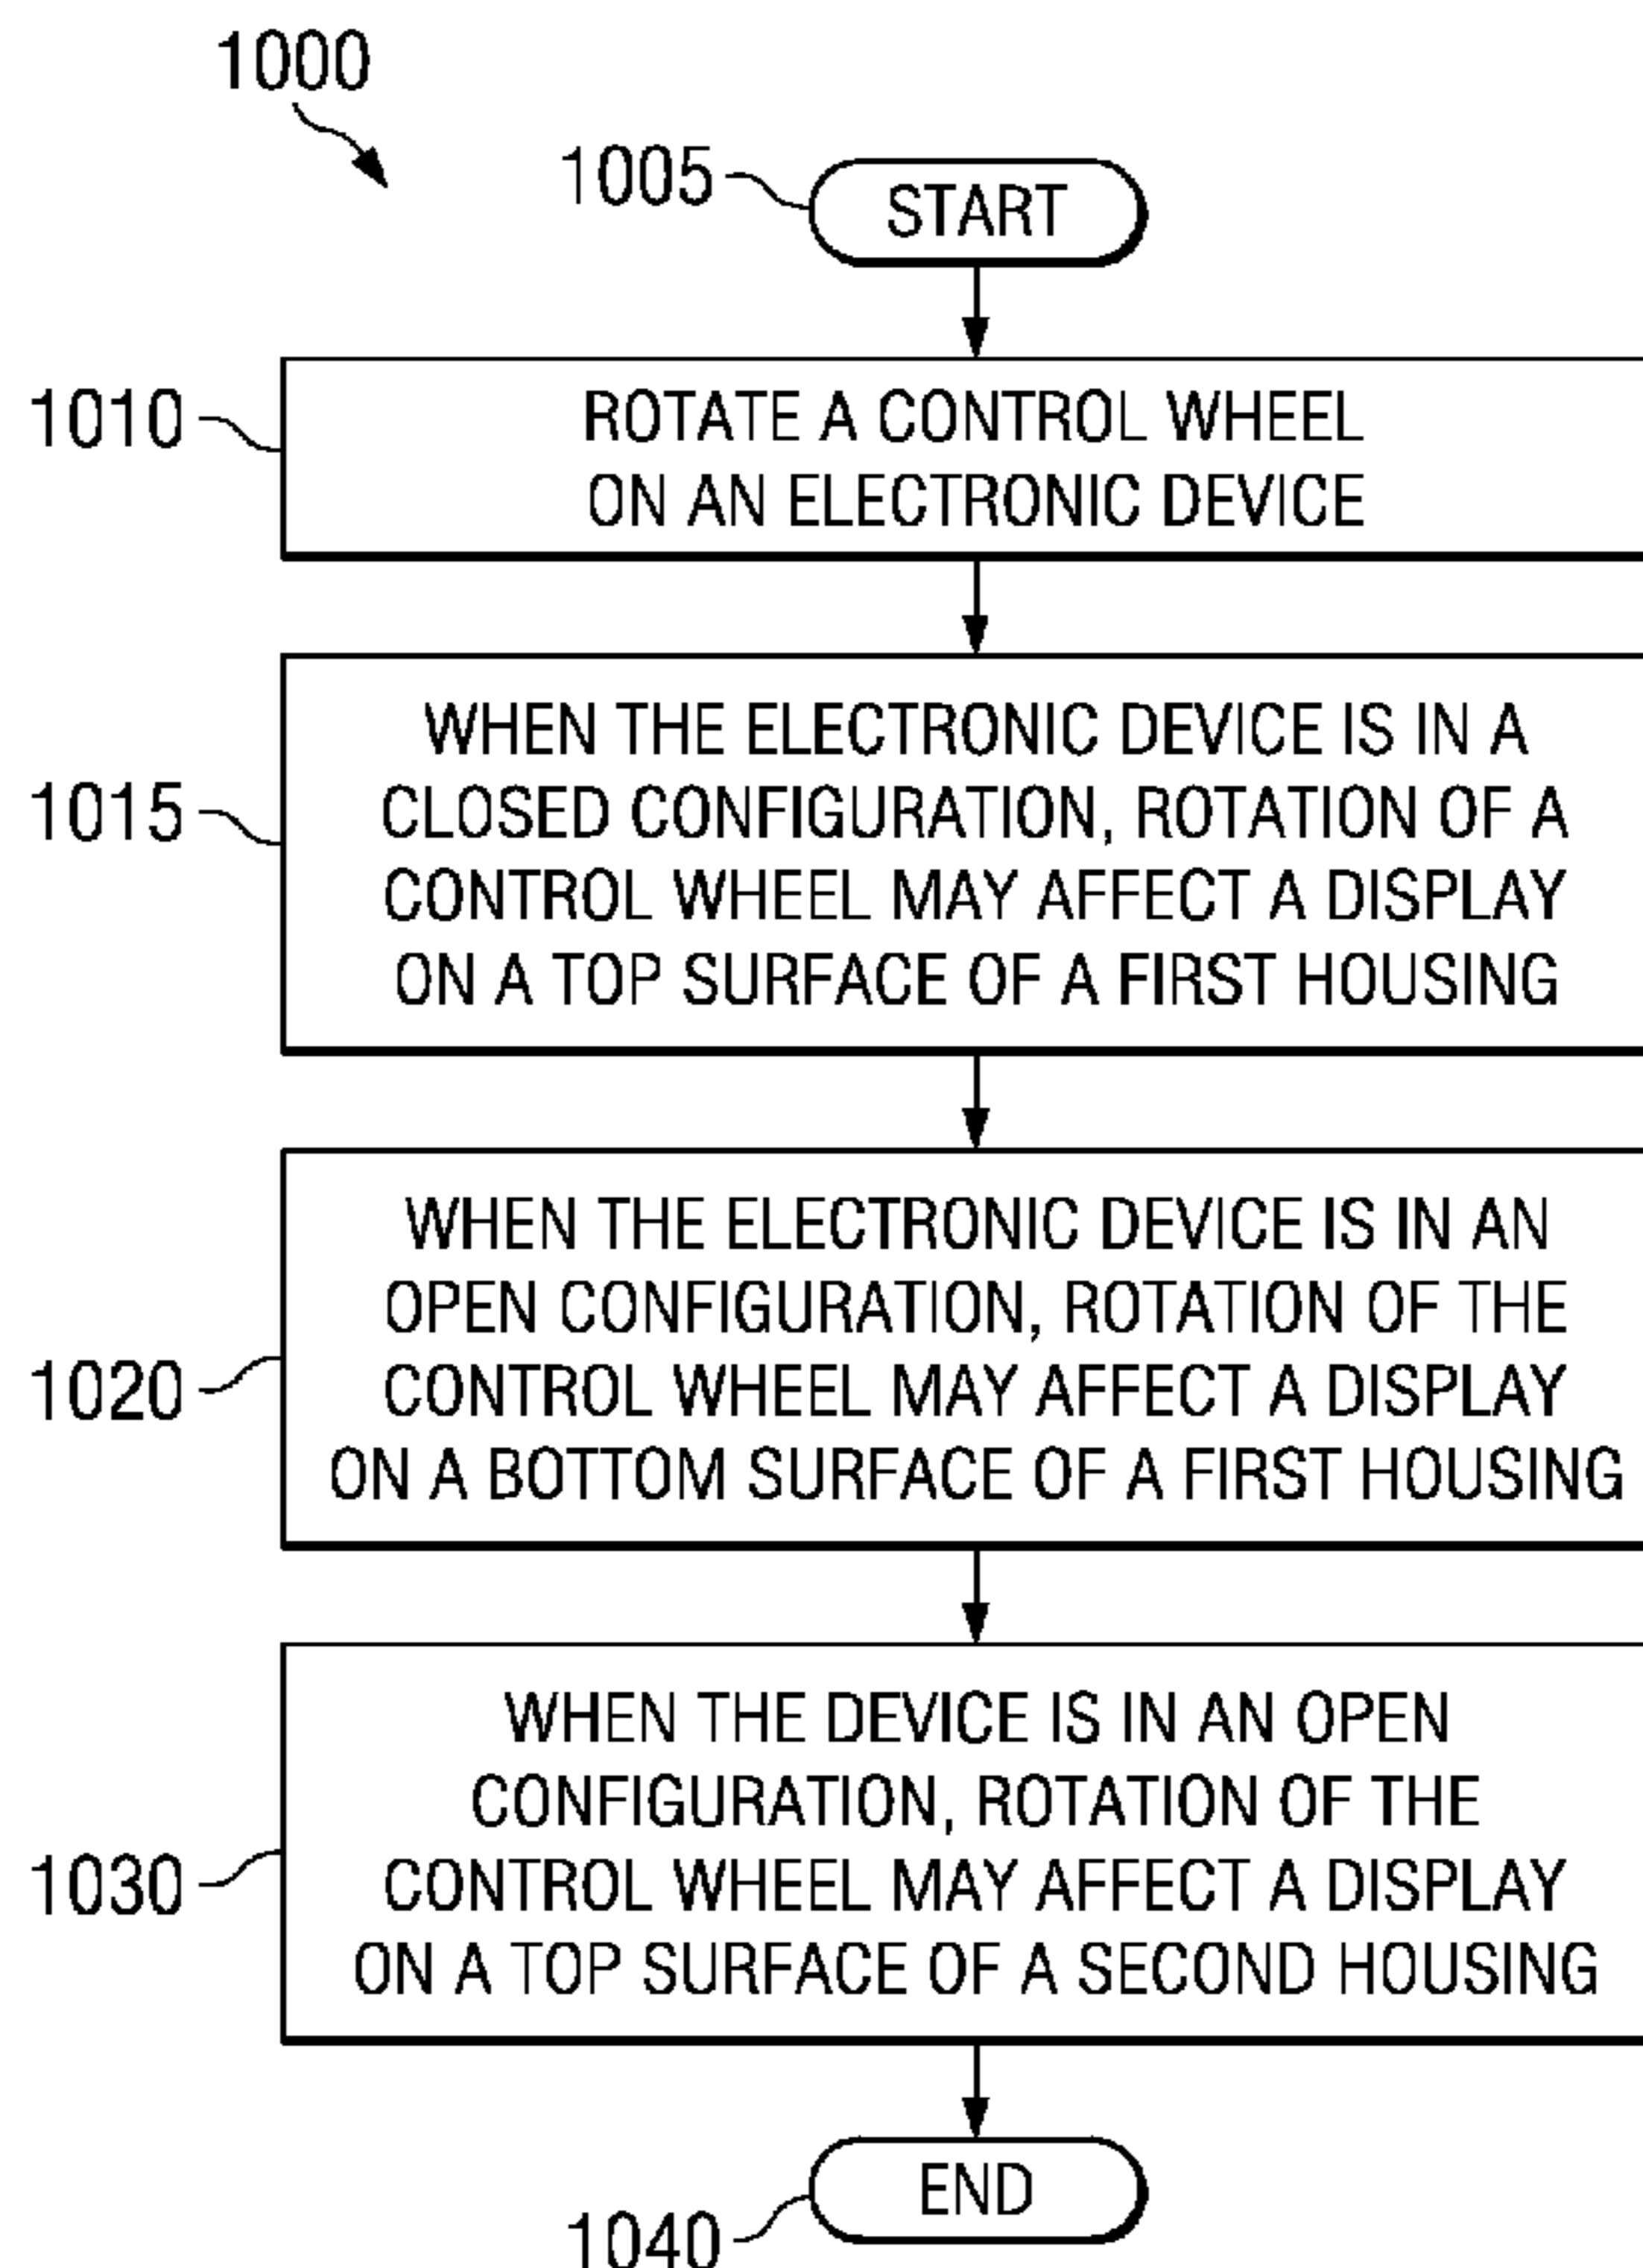 1000
1005
START
1010
ROTATE A CONTROL WHEEL
ON AN ELECTRONIC DEVICE
1015
WHEN THE ELECTRONIC DEVICE IS IN A
CLOSED CONFIGURATION, ROTATION OF A
CONTROL WHEEL MAY AFFECT A DISPLAY
ON A TOP SURFACE OF A FIRST HOUSING
1020
WHEN THE ELECTRONIC DEVICE IS IN AN
OPEN CONFIGURATION, ROTATION OF THE
CONTROL WHEEL MAY AFFECT A DISPLAY
ON A BOTTOM SURFACE OF A FIRST HOUSING
1030
WHEN THE DEVICE IS IN AN OPEN
CONFIGURATION, ROTATION OF THE
CONTROL WHEEL MAY AFFECT A DISPLAY
ON A TOP SURFACE OF A SECOND HOUSING
END
1040